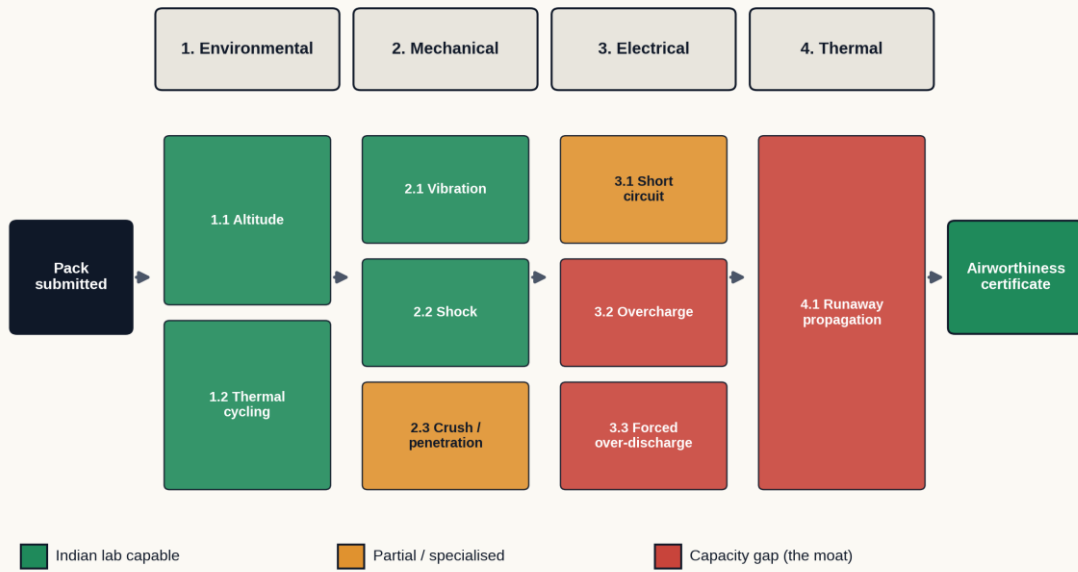 1. Environmental
2. Mechanical
3. Electrical
4. Thermal
Pack
submitted
1.1 Altitude
1.2 Thermal
cycling
2.1 Vibration
2.2 Shock
2.3 Crush /
penetration
3.1 Short
circuit
3.2 Overcharge
3.3 Forced
over-discharge
4.1 Runaway
propagation
Airworthiness
certificate
Indian lab capable
Partial / specialised
Capacity gap (the moat)